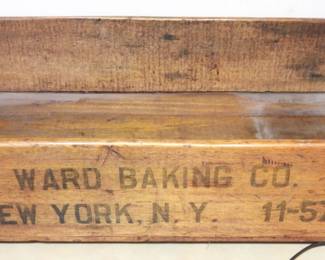 WARD BAKING CO.
EW YORK, N.Y. 11-57